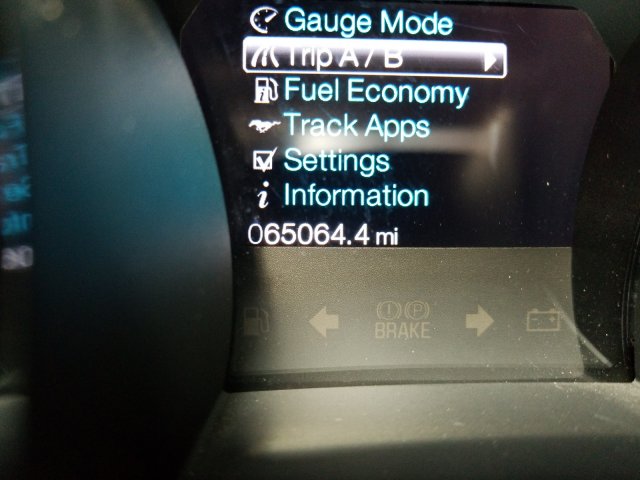 Gauge Mode
Trip A / B
Fuel Economy
Track Apps
Settings
i Information
065064.4 mi
(!) (P)
BRAKE